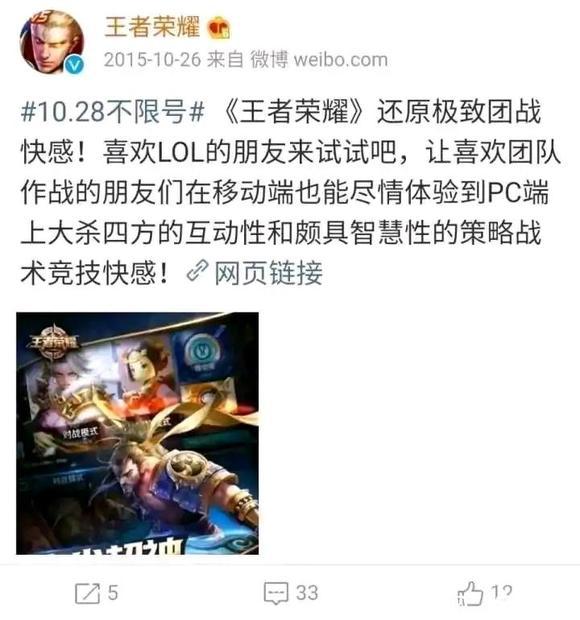 王者荣耀
2015-10-26 来自 微博 weibo.com
#10.28不限号# 《王者荣耀》还原极致团战
快感！喜欢LOL的朋友来试试吧，让喜欢团队
作战的朋友们在移动端也能尽情体验到PC端
上大杀四方的互动性和颇具智慧性的策略战
术竞技快感！网页链接
王者荣耀
对战模式
5
33
12